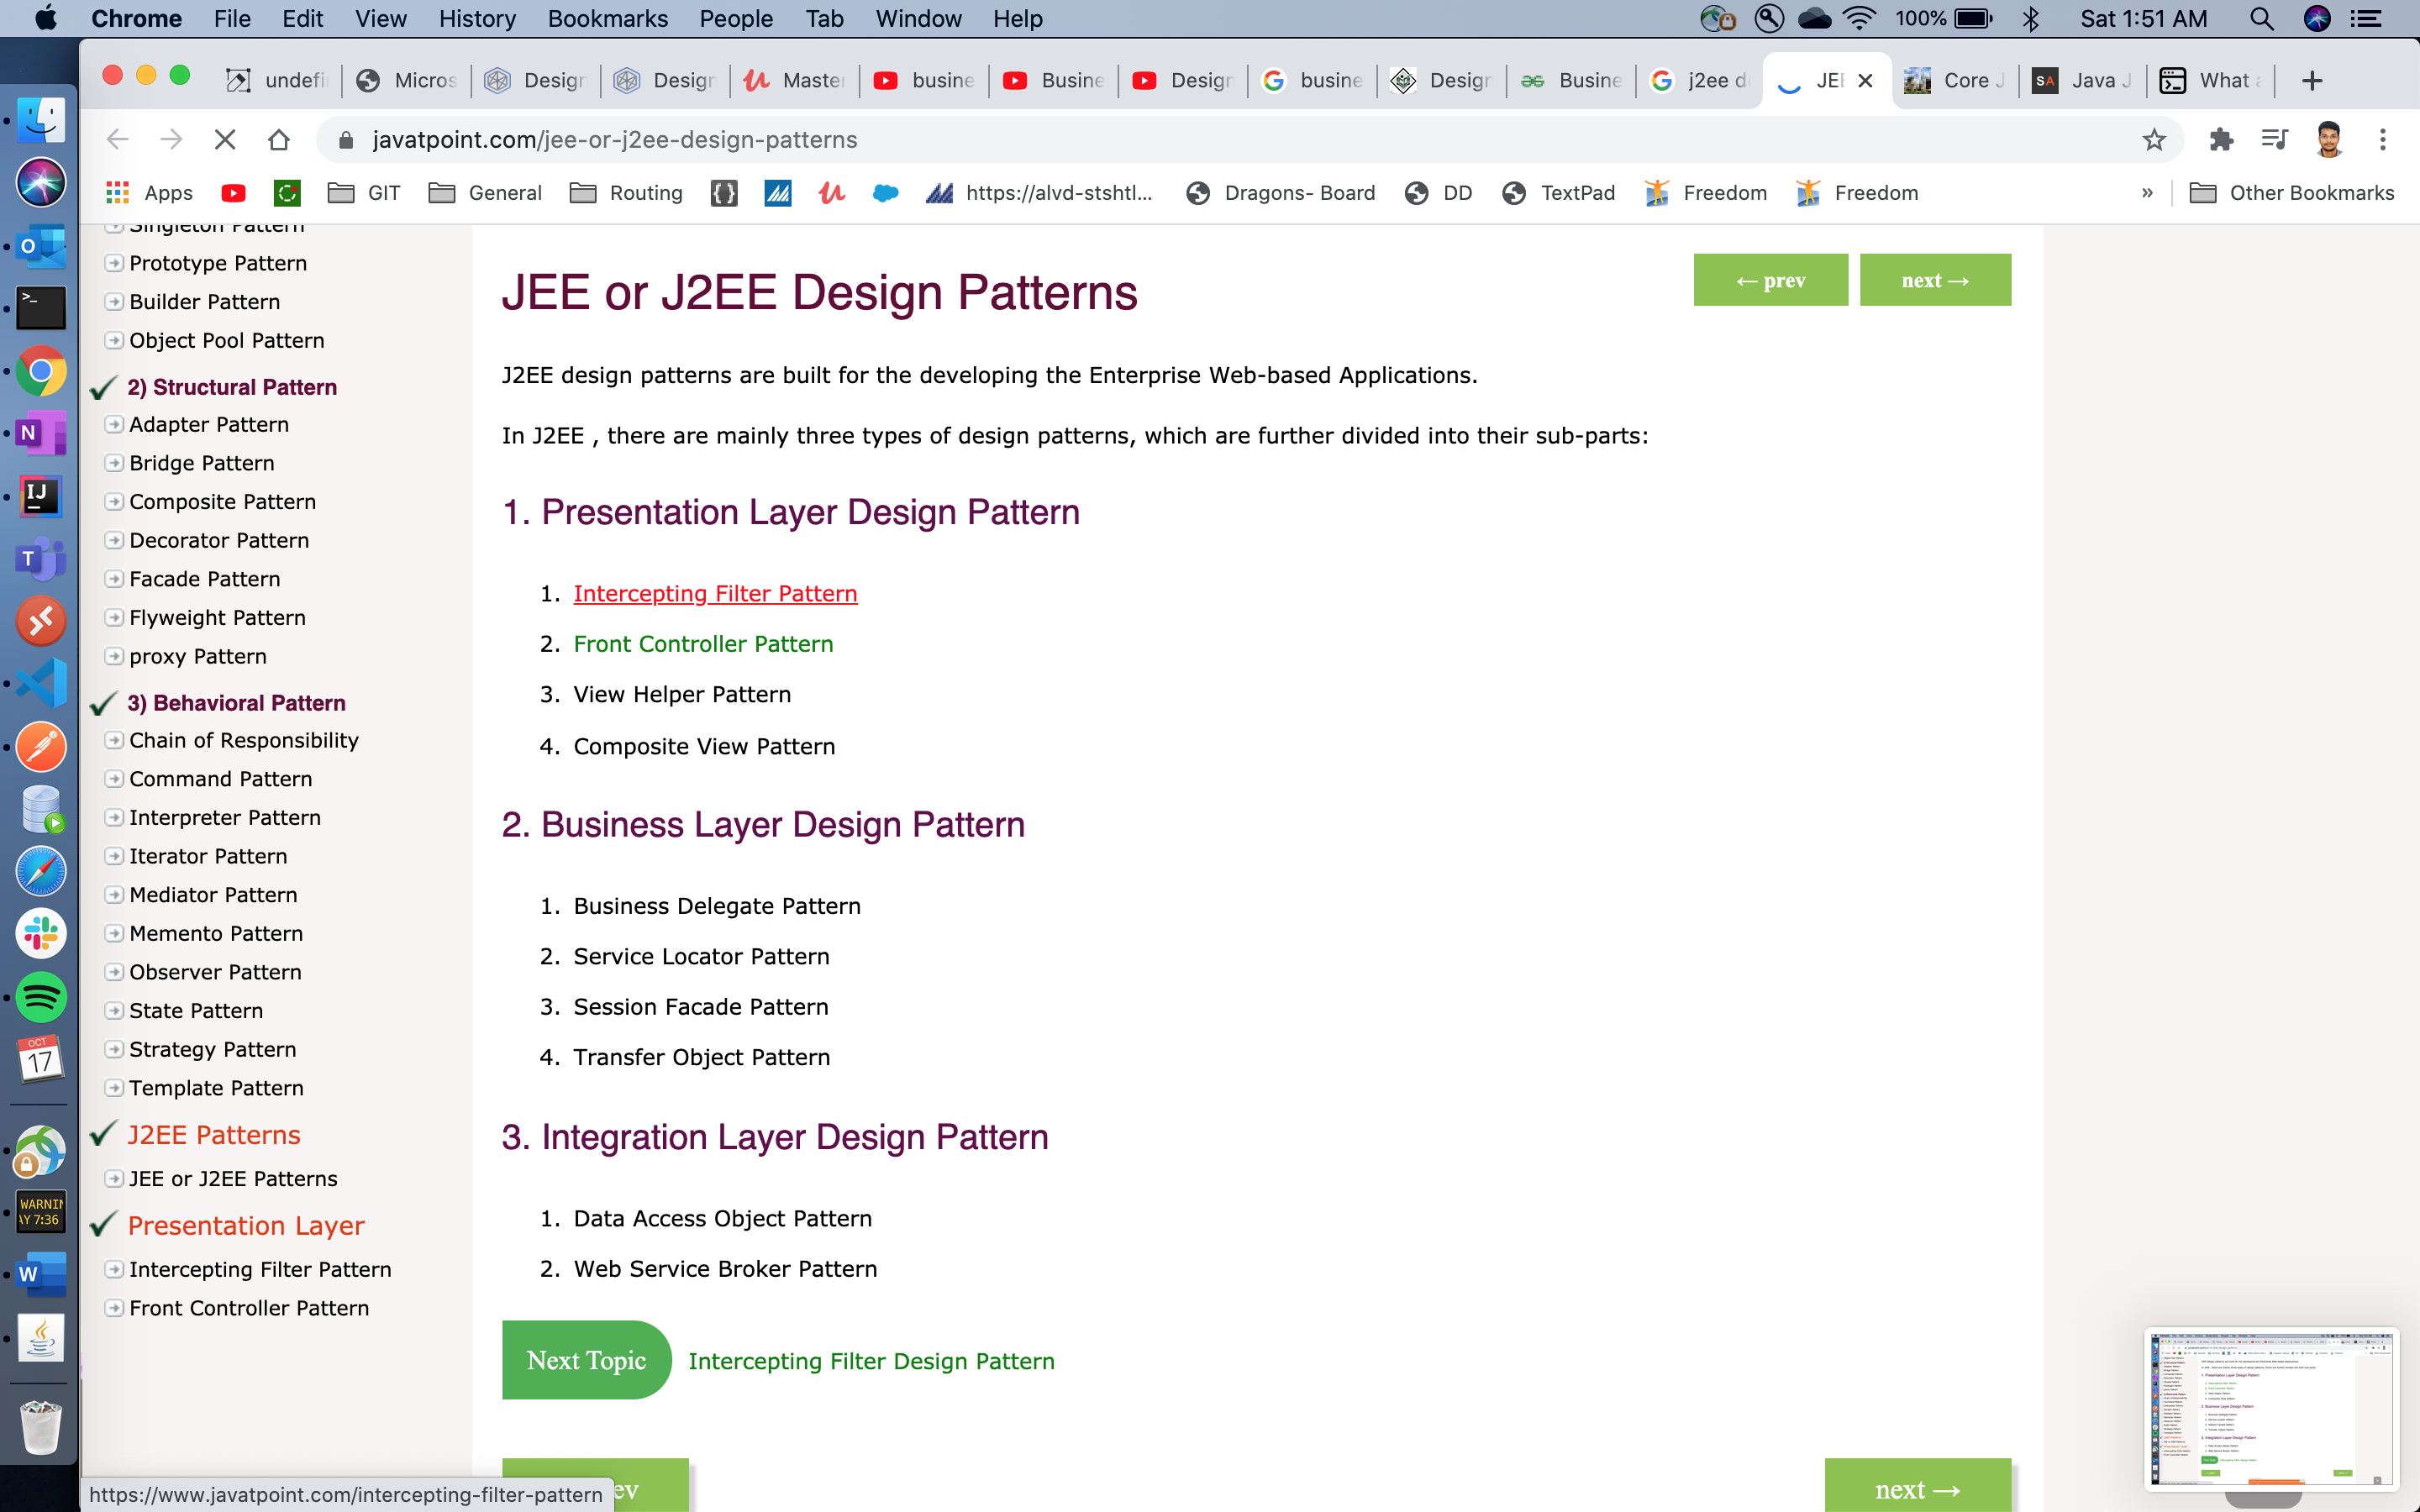 Chrome File Edit View History Bookmarks People Tab Window Help 100% Sat 1:51 AM
undefi Micros Design Design Master busine Busine Design busine Design Busine j2ee d JEE Core J Java J What a
javatpoint.com/jee-or-j2ee-design-patterns
Apps GIT General Routing https://alvd-stshtl... Dragons- Board DD TextPad Freedom Freedom » Other Bookmarks
Singleton Pattern
Prototype Pattern
Builder Pattern
Object Pool Pattern
2) Structural Pattern
Adapter Pattern
Bridge Pattern
Composite Pattern
Decorator Pattern
Facade Pattern
Flyweight Pattern
proxy Pattern
3) Behavioral Pattern
Chain of Responsibility
Command Pattern
Interpreter Pattern
Iterator Pattern
Mediator Pattern
Memento Pattern
Observer Pattern
State Pattern
Strategy Pattern
Template Pattern
J2EE Patterns
JEE or J2EE Patterns
Presentation Layer
Intercepting Filter Pattern
Front Controller Pattern
JEE or J2EE Design Patterns
← prev next →
J2EE design patterns are built for the developing the Enterprise Web-based Applications.
In J2EE , there are mainly three types of design patterns, which are further divided into their sub-parts:
1. Presentation Layer Design Pattern
1. Intercepting Filter Pattern
2. Front Controller Pattern
3. View Helper Pattern
4. Composite View Pattern
2. Business Layer Design Pattern
1. Business Delegate Pattern
2. Service Locator Pattern
3. Session Facade Pattern
4. Transfer Object Pattern
3. Integration Layer Design Pattern
1. Data Access Object Pattern
2. Web Service Broker Pattern
Next Topic Intercepting Filter Design Pattern
ev next →
https://www.javatpoint.com/intercepting-filter-pattern
OCT
17
WARNIN
AY 7:36